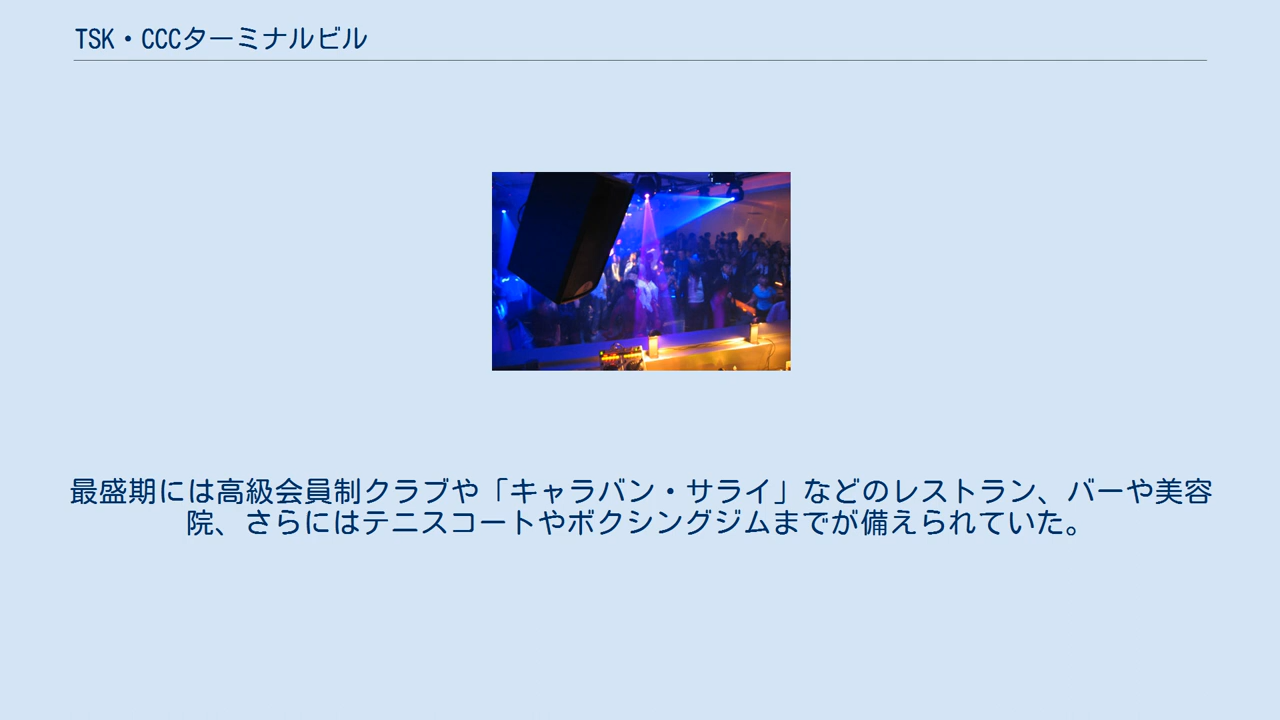 TSK・CCCターミナルビル
最盛期には高級会員制クラブや「キャラバン・サライ」などのレストラン、バーや美容
院、さらにはテニスコートやボクシングジムまでが備えられていた。